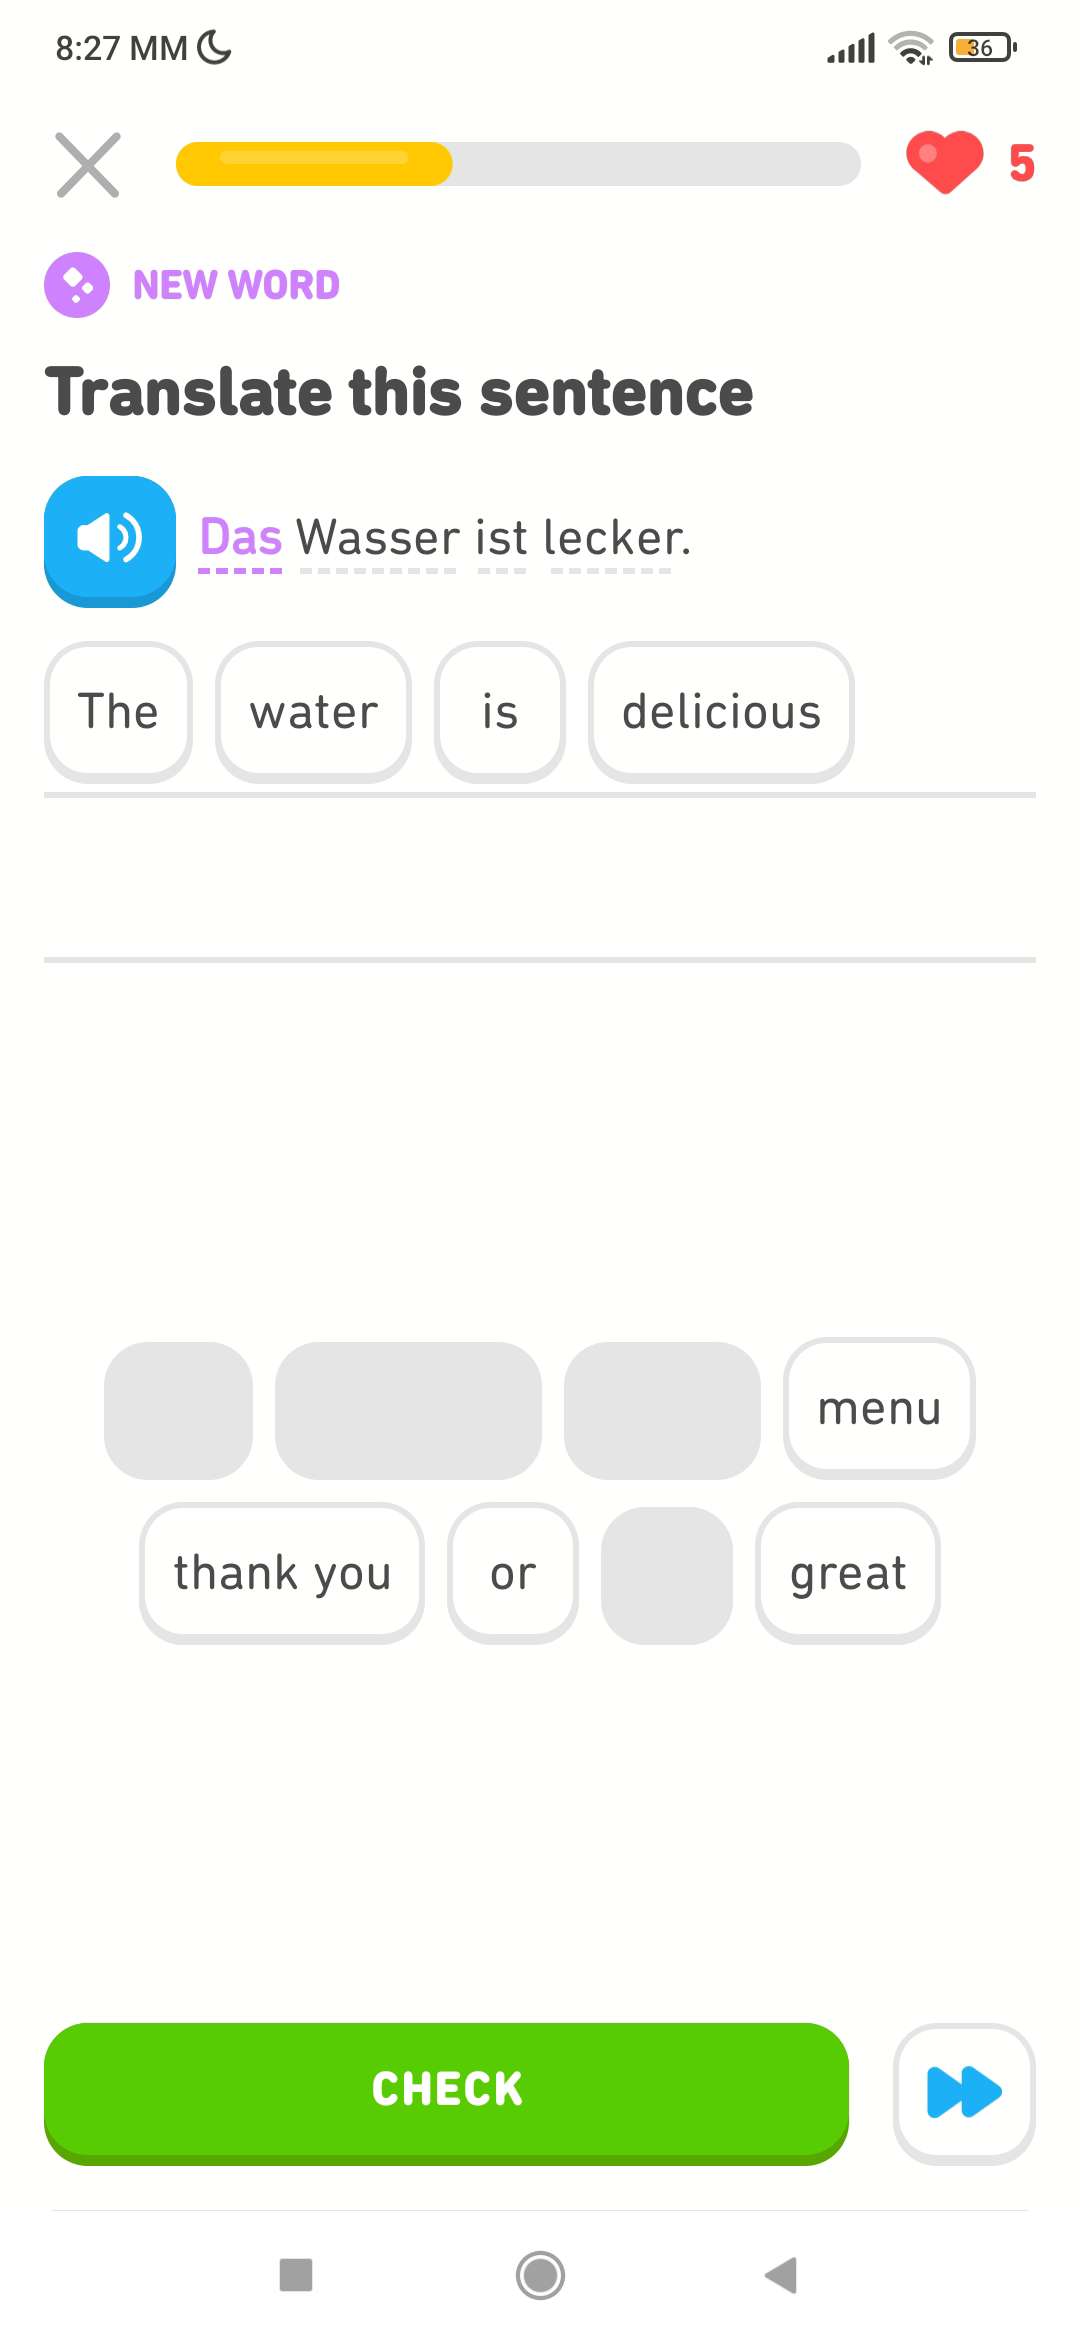 8:27 MM
36
5
NEW WORD
Translate this sentence
Das Wasser ist lecker.
The water is delicious
menu
thank you or great
CHECK